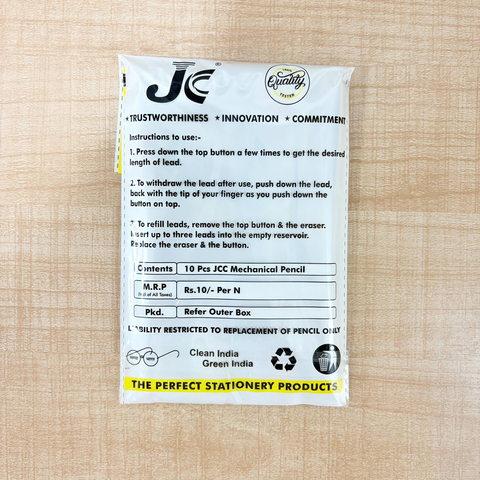 JCC
100%
Quality
TESTED
★TRUSTWORTHINESS ★ INNOVATION ★ COMMITMENT
Instructions to use:-
1. Press down the top button a few times to get the desired
length of lead.
2. To withdraw the lead after use, push down the lead,
back with the tip of your finger as you push down the
button on top.
3. To refill leads, remove the top button & the eraser.
Insert up to three leads into the empty reservoir.
Replace the eraser & the button.
Contents 10 Pcs JCC Mechanical Pencil
M.R.P Rs.10/- Per N
(Incl of All Taxes)
Pkd. Refer Outer Box
LIABILITY RESTRICTED TO REPLACEMENT OF PENCIL ONLY
Clean India
Green India
THE PERFECT STATIONERY PRODUCTS